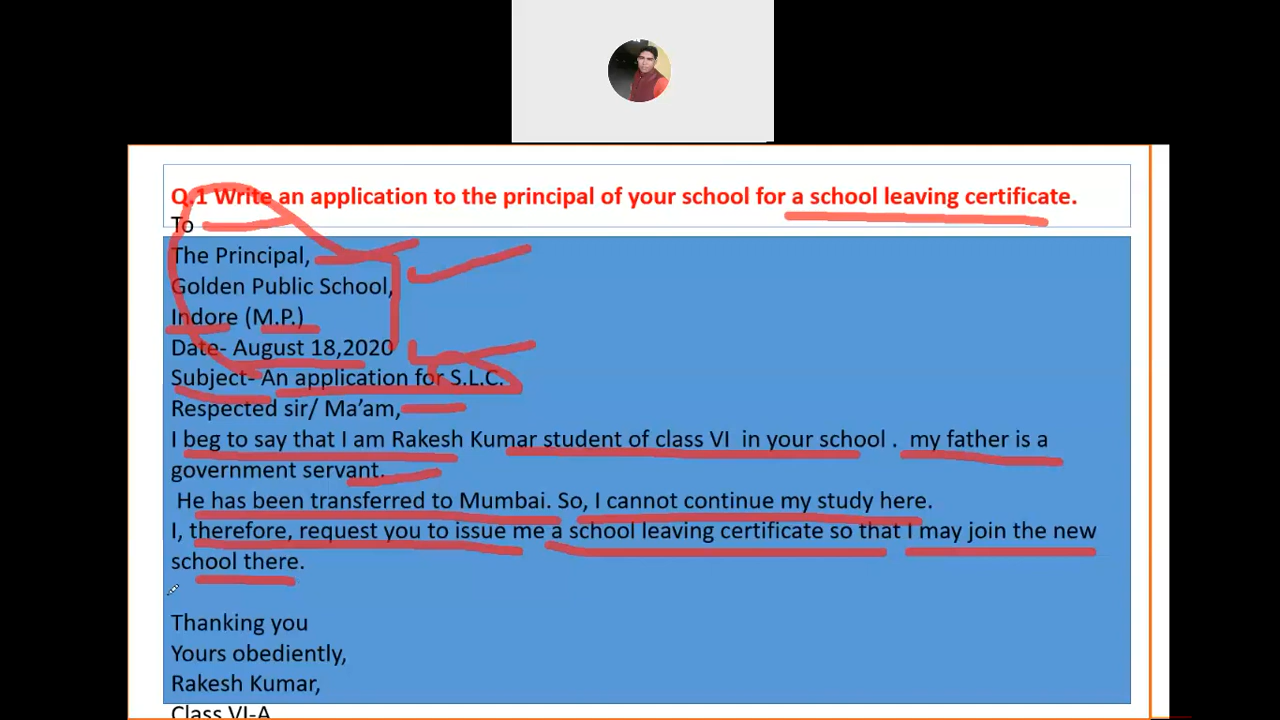 Q.1 Write an application to the principal of your school for a school leaving certificate.
To
The Principal,
Golden Public School,
Indore (M.P.)
Date- August 18,2020
Subject- An application for S.L.C.
Respected sir/ Ma’am,
I beg to say that I am Rakesh Kumar student of class VI  in your school .  my father is a
government servant.
He has been transferred to Mumbai. So, I cannot continue my study here.
I, therefore, request you to issue me a school leaving certificate so that I may join the new
school there.
Thanking you
Yours obediently,
Rakesh Kumar,
Class VI-A